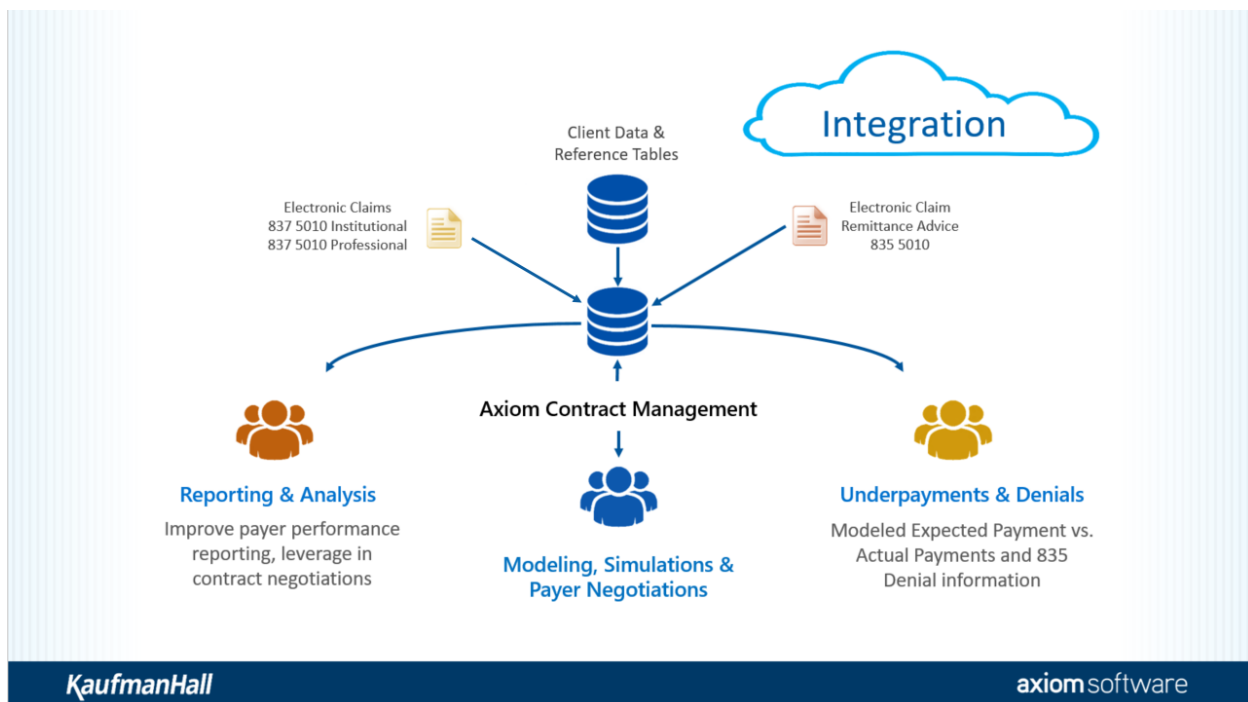 Integration
Client Data &
Reference Tables
Electronic Claims
837 5010 Institutional
837 5010 Professional
Electronic Claim
Remittance Advice
835 5010
Axiom Contract Management
Reporting & Analysis
Improve payer performance
reporting, leverage in
contract negotiations
Modeling, Simulations &
Payer Negotiations
Underpayments & Denials
Modeled Expected Payment vs.
Actual Payments and 835
Denial information
KaufmanHall
axiom software